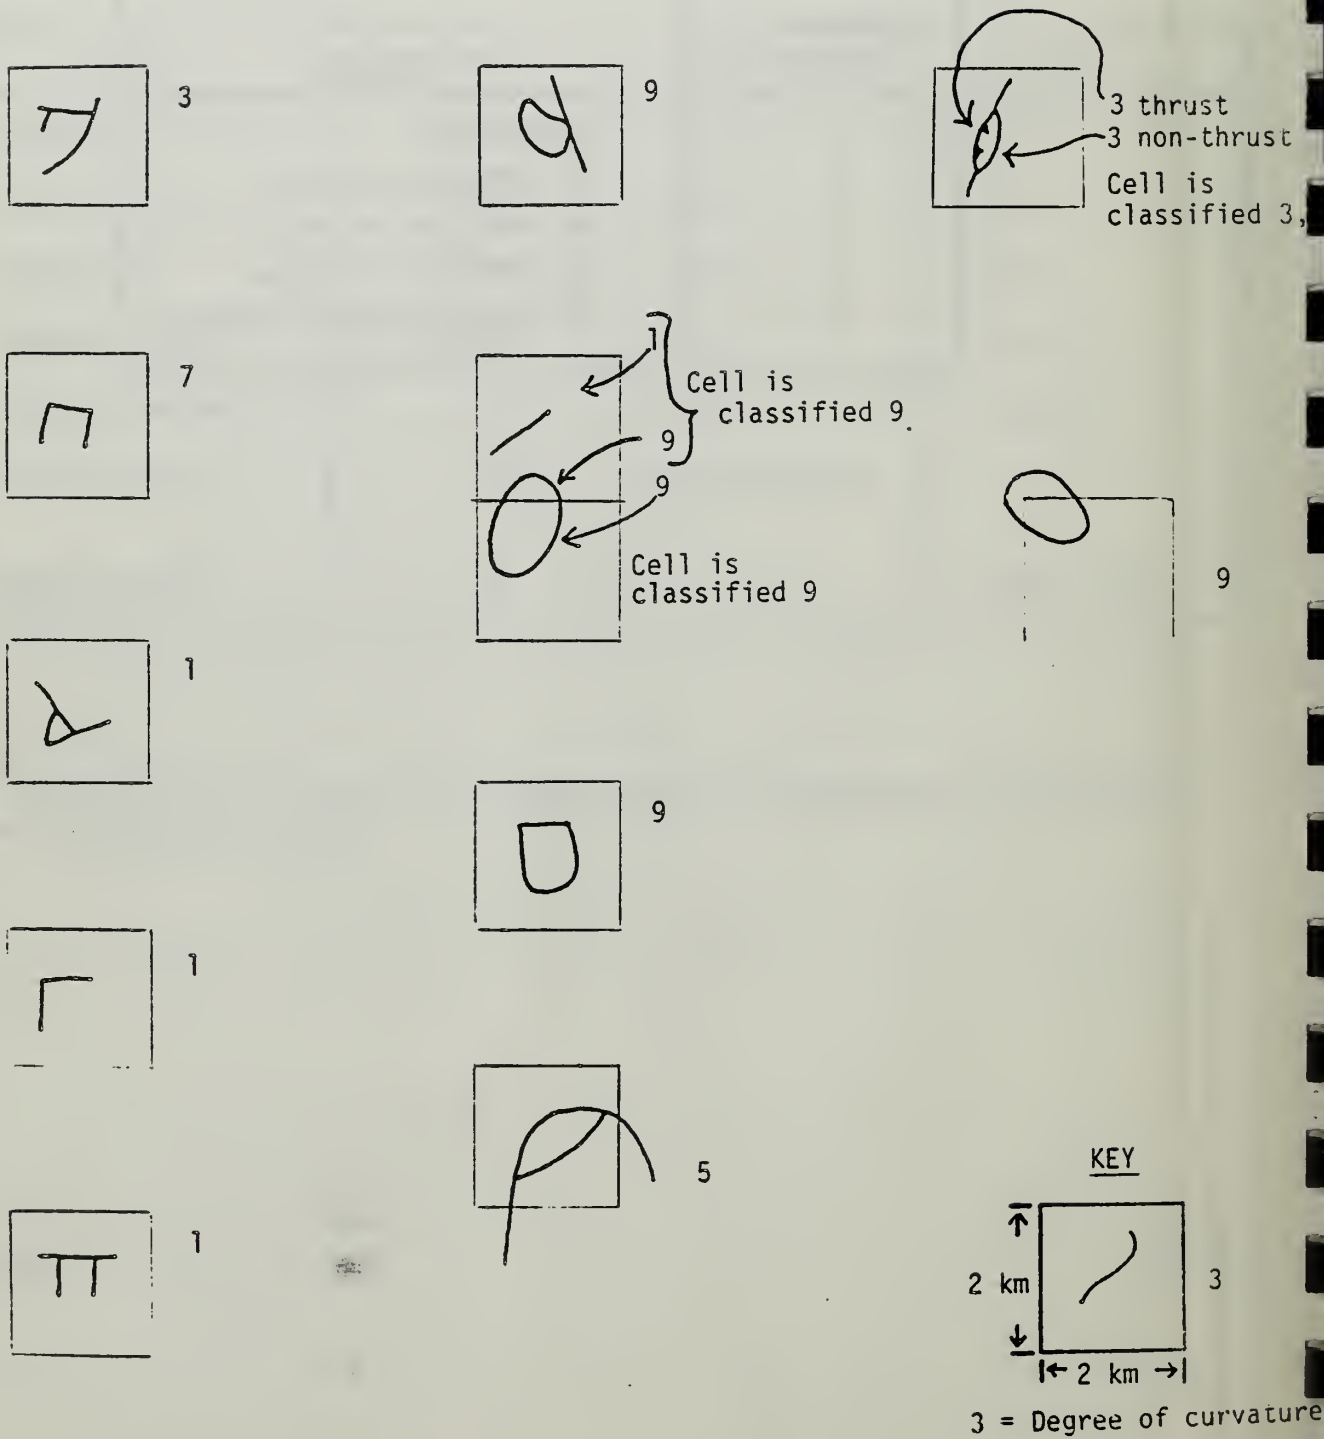 3
9
3 thrust
3 non-thrust
Cell is
classified 3,
7
1
Cell is
classified 9.
9
9
Cell is
classified 9
9
1
9
1
5
1
KEY
2 km
3
2 km
3 = Degree of curvature